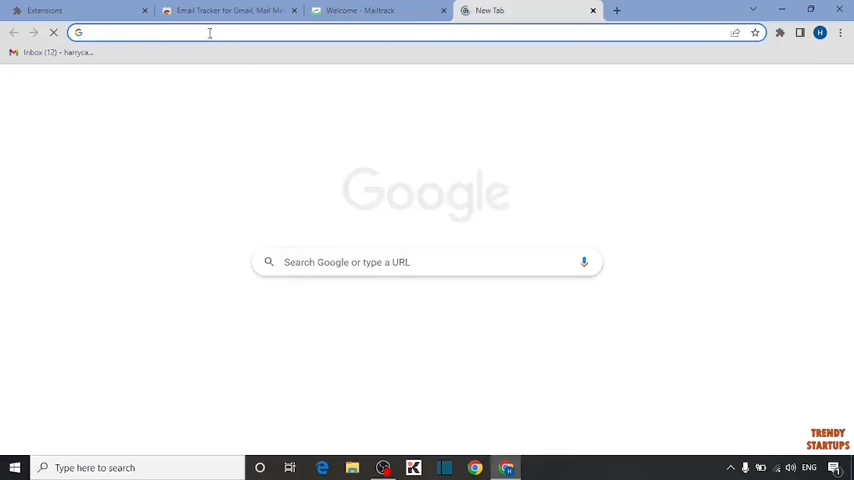 Extensions
Email Tracker for Gmail, Mail Me
Welcome - Mailtrack
New Tab
Inbox (12) - harryca...
Google
Search Google or type a URL
TRENDY
STARTUPS
Type here to search
ENG